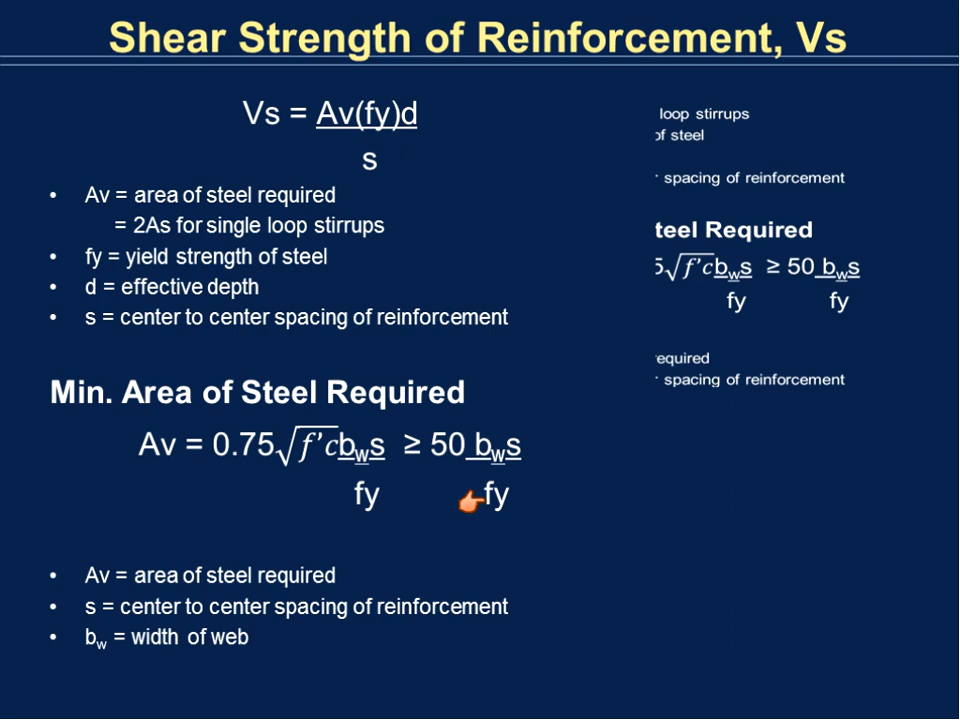 Shear Strength of Reinforcement, Vs
Vs = Av(fy)d
s
• Av = area of steel required
= 2As for single loop stirrups
• fy = yield strength of steel
• d = effective depth
• s = center to center spacing of reinforcement
Min. Area of Steel Required
Av = 0.75√f'c bws ≥ 50 bws
fy fy
• Av = area of steel required
• s = center to center spacing of reinforcement
• bw = width of web
loop stirrups
of steel
spacing of reinforcement
teel Required
5√f'c bws ≥ 50 bws
fy fy
required
spacing of reinforcement